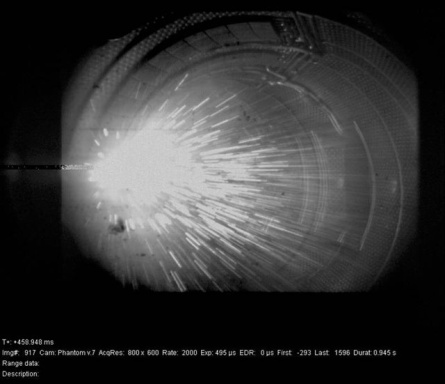 T+: +458.948 ms
Img#: 917 Cam: Phantom v.7 AcqRes: 800 x 600 Rate: 2000 Exp: 495 µs EDR: 0 µs First: -293 Last: 1596 Durat: 0.945 s
Range data:
Description: